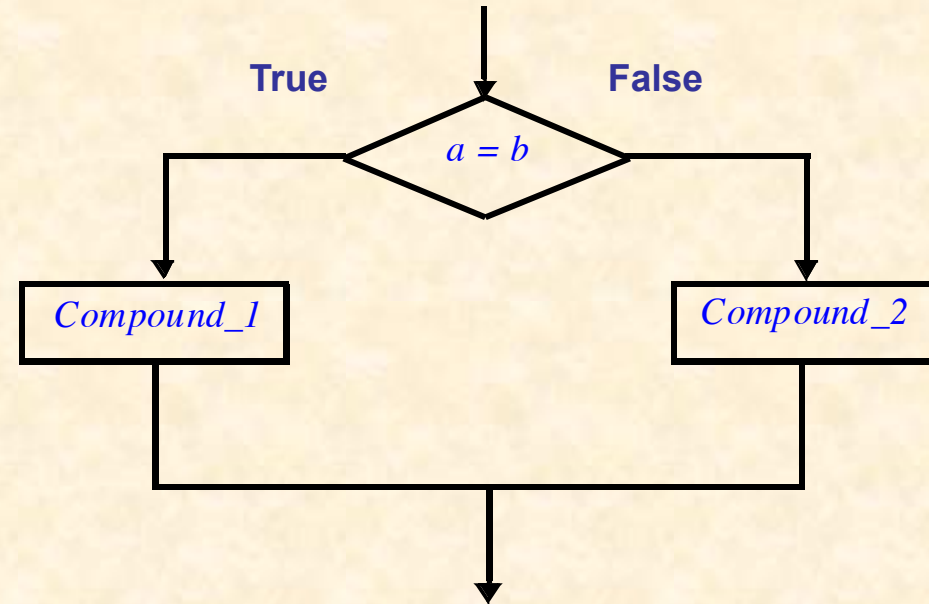 True
False
a = b
Compound_1
Compound_2